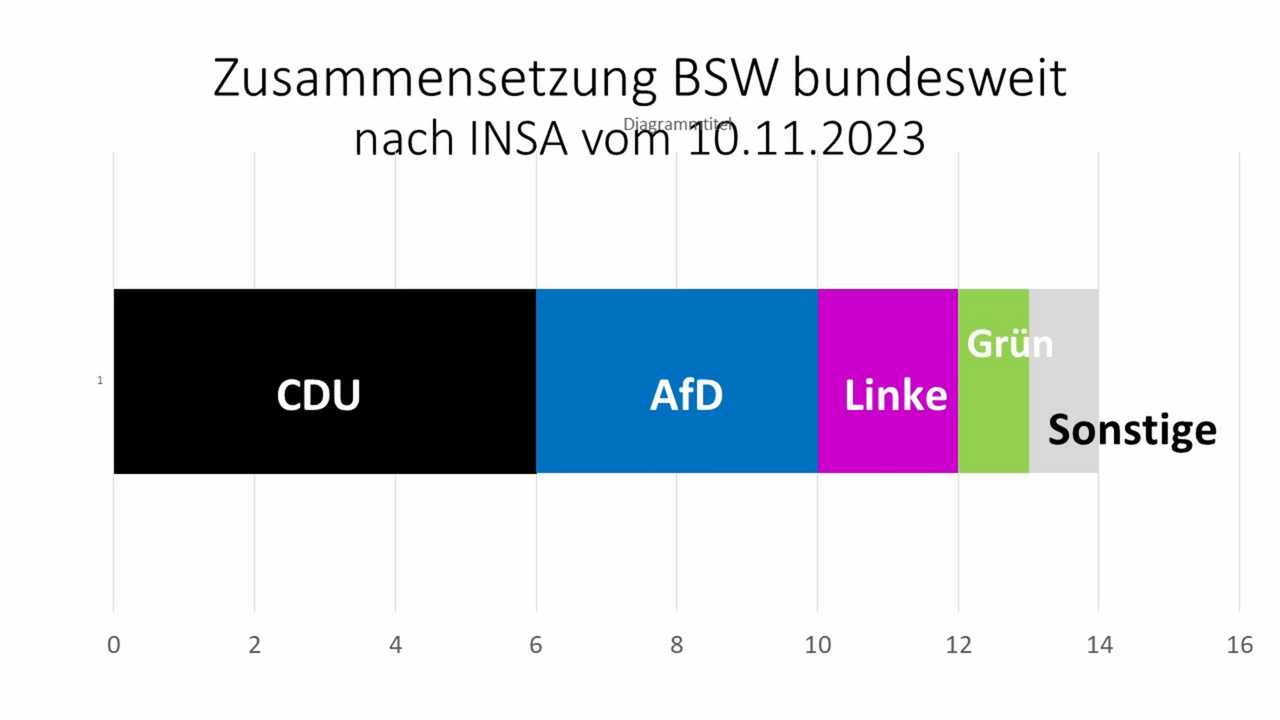 Zusammensetzung BSW bundesweit
Diagrammtitel
nach INSA vom 10.11.2023
CDU
AfD
Linke
Grün
Sonstige
1
0 2 4 6 8 10 12 14 16